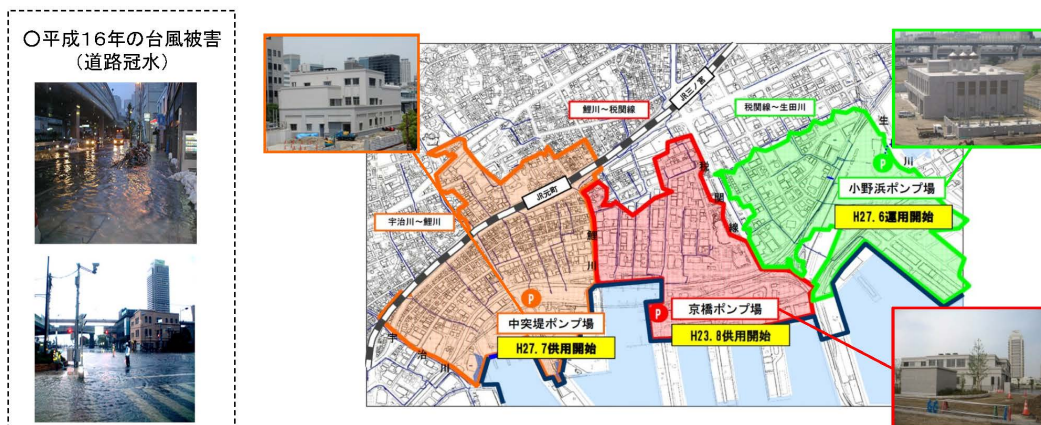 〇平成16年の台風被害
（道路冠水）
鯉川～税関線
JR三ノ宮
税関線～生田川
生
川
P
小野浜ポンプ場
H27.6運用開始
宇治川～鯉川
JR元町
鯉
川
税
関
線
P
中突堤ポンプ場
H27.7供用開始
P
京橋ポンプ場
H23.8供用開始
宇
治
川